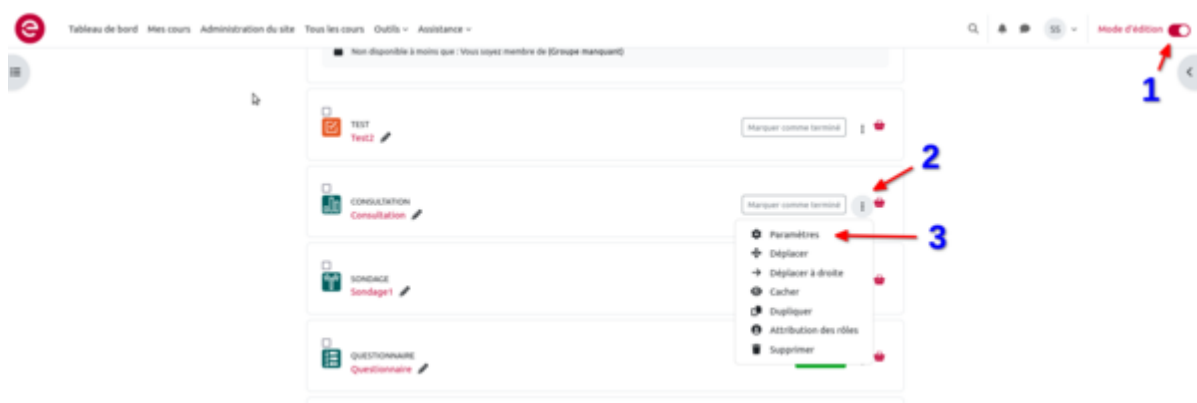 Tableau de bord Mes cours Administration du site Tous les cours Outils Assistance
SS Mode d'édition
1
Non disponible à moins que : Vous soyez membre de (Groupe manquant)
TEST
Test2 Marquer comme terminé
2
CONSULTATION
Consultation Marquer comme terminé
Paramètres
3
Déplacer
Déplacer à droite
Cacher
Dupliquer
Attribution des rôles
Supprimer
SONDAGE
Sondage1
QUESTIONNAIRE
Questionnaire